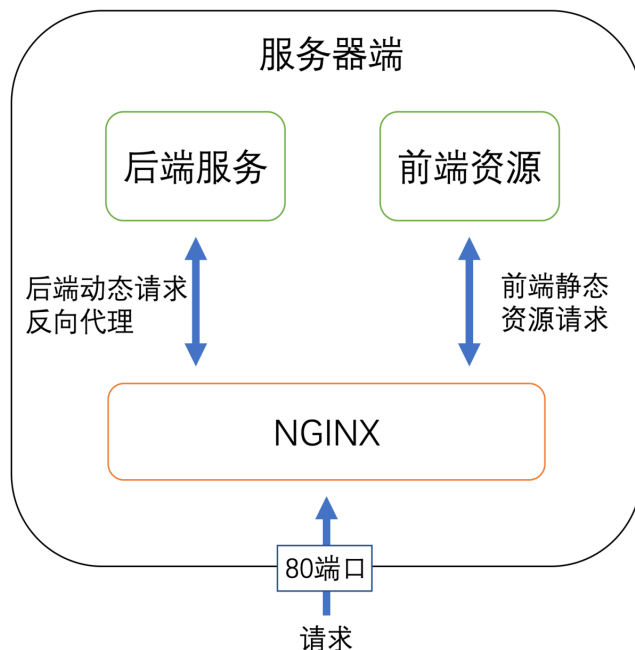 服务器端
后端服务
前端资源
后端动态请求
反向代理
前端静态
资源请求
NGINX
80端口
请求